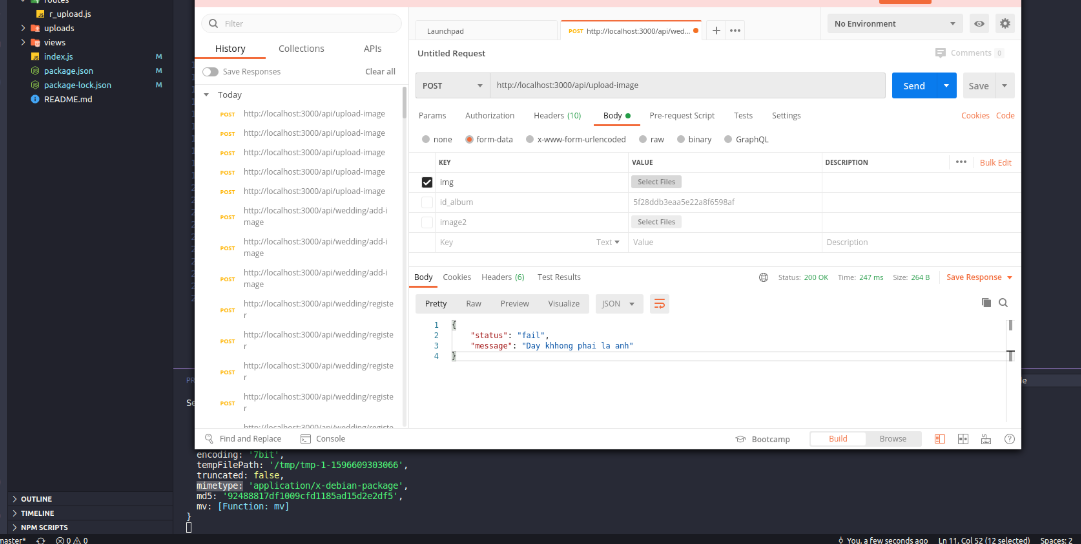 routes
r_upload.js
uploads
views
index.js M
package.json M
package-lock.json M
README.md
OUTLINE
TIMELINE
NPM SCRIPTS
Filter
History Collections APIs
Save Responses Clear all
Today
POST http://localhost:3000/api/upload-image
POST http://localhost:3000/api/upload-image
POST http://localhost:3000/api/upload-image
POST http://localhost:3000/api/upload-image
POST http://localhost:3000/api/upload-image
POST http://localhost:3000/api/wedding/add-i
mage
POST http://localhost:3000/api/wedding/add-i
mage
POST http://localhost:3000/api/wedding/add-i
mage
POST http://localhost:3000/api/wedding/registe
r
POST http://localhost:3000/api/wedding/registe
r
POST http://localhost:3000/api/wedding/registe
r
POST http://localhost:3000/api/wedding/registe
r
http://localhost:3000/api/wedding/registe
Launchpad POST http://localhost:3000/api/wed... + ••• No Environment
Untitled Request Comments 0
POST http://localhost:3000/api/upload-image Send Save
Params Authorization Headers (10) Body Pre-request Script Tests Settings Cookies Code
none form-data x-www-form-urlencoded raw binary GraphQL
KEY VALUE DESCRIPTION ••• Bulk Edit
img Select Files
id_album 5f28ddb3eaa5e22a8f6598af
image2 Select Files
Key Text Value Description
Body Cookies Headers (6) Test Results Status: 200 OK Time: 247 ms Size: 264 B Save Response
Pretty Raw Preview Visualize JSON
1 {
2 "status": "fail",
3 "message": "Day khhong phai la anh"
4 }
Find and Replace Console Bootcamp Build Browse
encoding: '7bit',
tempFilePath: '/tmp/tmp-1-1596609303066',
truncated: false,
mimetype: 'application/x-debian-package',
md5: '92488817df1009cfd1185ad15d2e2df5',
mv: [Function: mv]
}
master* 0 0 You, a few seconds ago Ln 11, Col 52 (12 selected) Spaces: 2